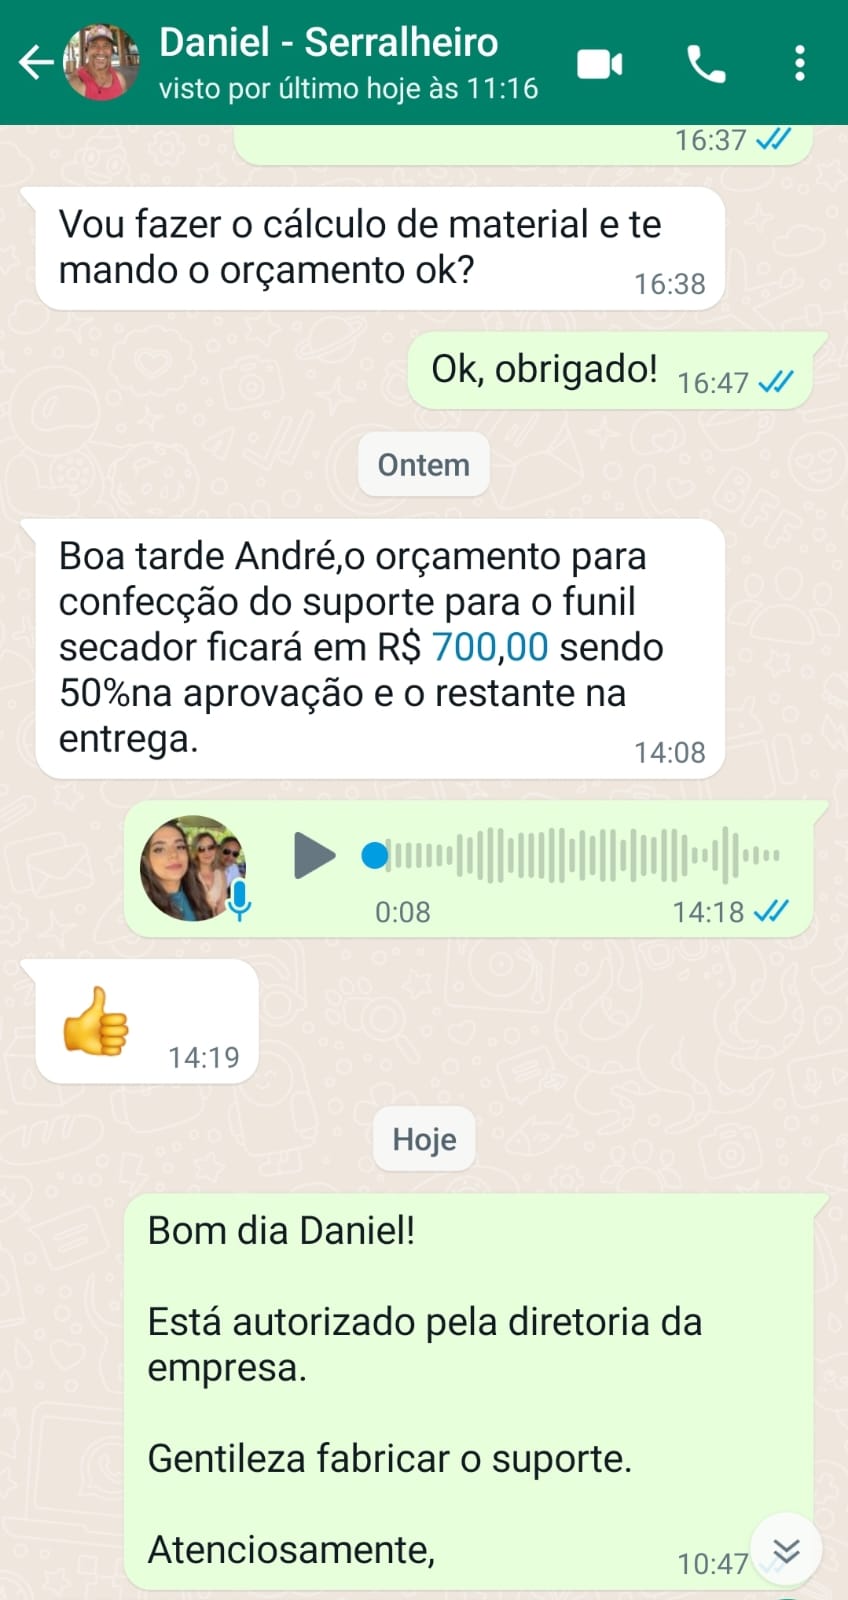 Daniel - Serralheiro
visto por último hoje às 11:16
16:37
Vou fazer o cálculo de material e te
mando o orçamento ok?
16:38
Ok, obrigado!
16:47
Ontem
Boa tarde André,o orçamento para
confecção do suporte para o funil
secador ficará em R$ 700,00 sendo
50%na aprovação e o restante na
entrega.
14:08
0:08
14:18
14:19
Hoje
Bom dia Daniel!
Está autorizado pela diretoria da
empresa.
Gentileza fabricar o suporte.
Atenciosamente,
10:47